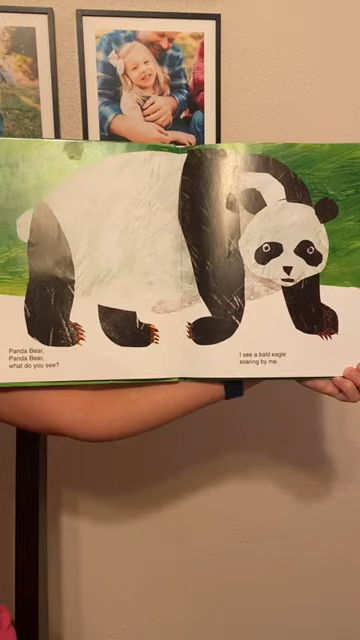 Panda Bear,
Panda Bear,
what do you see?
I see a bald eagle
soaring by me.